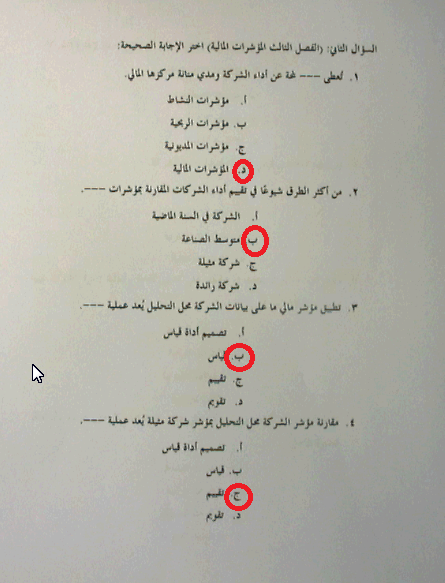 السؤال الثاني: (الفصل الثالث المؤشرات المالية) اختر الإجابة الصحيحة:
١. تُعطى --- لمحة عن أداء الشركة ومدي متانة مركزها المالي.
أ. مؤشرات النشاط
ب. مؤشرات الربحية
ج. مؤشرات المديونية
د. المؤشرات المالية
٢. من أكثر الطرق شيوعًا في تقييم أداء الشركات المقارنة بمؤشرات ---.
أ. الشركة في السنة الماضية
ب. متوسط الصناعة
ج. شركة مثيلة
د. شركة رائدة
٣. تطبيق مؤشر مالي ما على بيانات الشركة محل التحليل يُعد عملية ---.
أ. تصميم أداة قياس
ب. قياس
ج. تقييم
د. تقويم
٤. مقارنة مؤشر الشركة محل التحليل بمؤشر شركة مثيلة يُعد عملية ---.
أ. تصميم أداة قياس
ب. قياس
ج. تقييم
د. تقويم